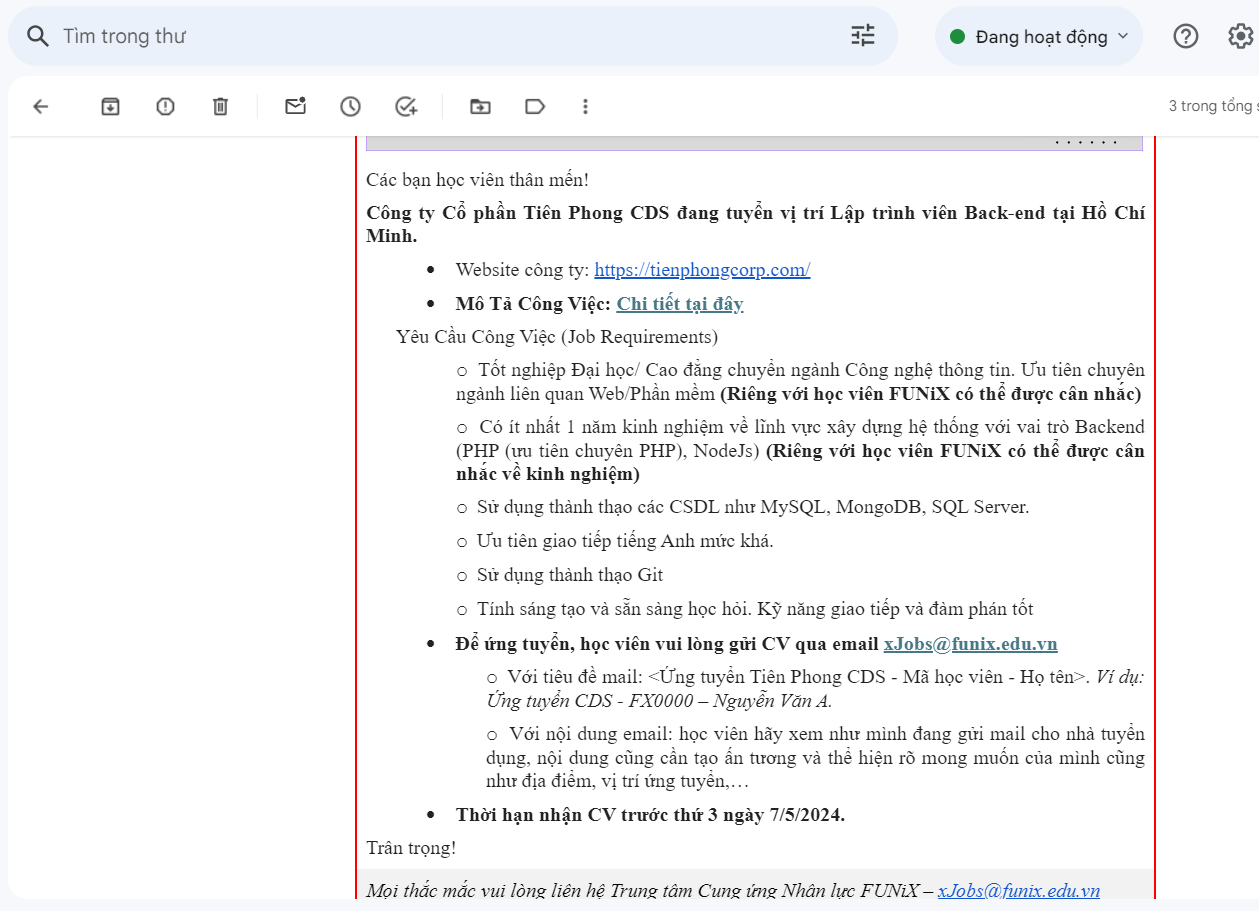 Tìm trong thư
Đang hoạt động
3 trong tổng
Các bạn học viên thân mến!
Công ty Cổ phần Tiên Phong CDS đang tuyển vị trí Lập trình viên Back-end tại Hồ Chí
Minh.
• Website công ty: https://tienphongcorp.com/
• Mô Tả Công Việc: Chi tiết tại đây
Yêu Cầu Công Việc (Job Requirements)
o Tốt nghiệp Đại học/ Cao đẳng chuyển ngành Công nghệ thông tin. Ưu tiên chuyên
ngành liên quan Web/Phần mềm (Riêng với học viên FUNiX có thể được cân nhắc)
o Có ít nhất 1 năm kinh nghiệm về lĩnh vực xây dựng hệ thống với vai trò Backend
(PHP (ưu tiên chuyên PHP), NodeJs) (Riêng với học viên FUNiX có thể được cân
nhắc về kinh nghiệm)
o Sử dụng thành thạo các CSDL như MySQL, MongoDB, SQL Server.
o Ưu tiên giao tiếp tiếng Anh mức khá.
o Sử dụng thành thạo Git
o Tính sáng tạo và sẵn sàng học hỏi. Kỹ năng giao tiếp và đàm phán tốt
• Để ứng tuyển, học viên vui lòng gửi CV qua email xJobs@funix.edu.vn
o Với tiêu đề mail: <Ứng tuyển Tiên Phong CDS - Mã học viên - Họ tên>. Ví dụ:
Ứng tuyển CDS - FX0000 – Nguyễn Văn A.
o Với nội dung email: học viên hãy xem như mình đang gửi mail cho nhà tuyển
dụng, nội dung cũng cần tạo ấn tương và thể hiện rõ mong muốn của mình cũng
như địa điểm, vị trí ứng tuyển,…
• Thời hạn nhận CV trước thứ 3 ngày 7/5/2024.
Trân trọng!
Mọi thắc mắc vui lòng liên hệ Trung tâm Cung ứng Nhân lực FUNiX – xJobs@funix.edu.vn